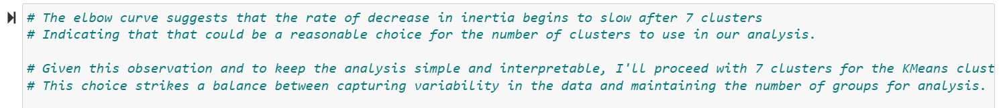 # The elbow curve suggests that the rate of decrease in inertia begins to slow after 7 clusters
# Indicating that that could be a reasonable choice for the number of clusters to use in our analysis.
# Given this observation and to keep the analysis simple and interpretable, I'll proceed with 7 clusters for the KMeans clust
# This choice strikes a balance between capturing variability in the data and maintaining the number of groups for analysis.